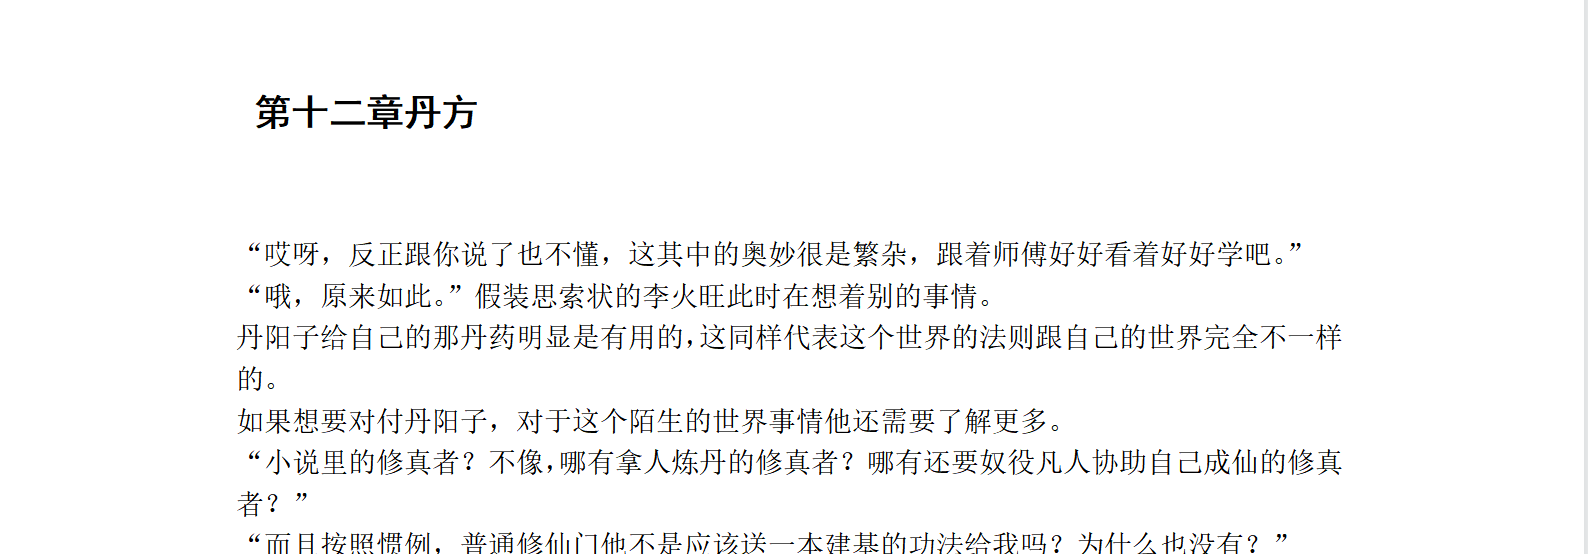 第十二章丹方
“哎呀，反正跟你说了也不懂，这其中的奥妙很是繁杂，跟着师傅好好看着好好学吧。”
“哦，原来如此。”假装思索状的李火旺此时在想着别的事情。
丹阳子给自己的那丹药明显是有用的，这同样代表这个世界的法则跟自己的世界完全不一样
的。
如果想要对付丹阳子，对于这个陌生的世界事情他还需要了解更多。
“小说里的修真者？不像，哪有拿人炼丹的修真者？哪有还要奴役凡人协助自己成仙的修真
者？”
“而且按照惯例，普通修仙门他不是应该送一本建基的功法给我吗？为什么也没有？”